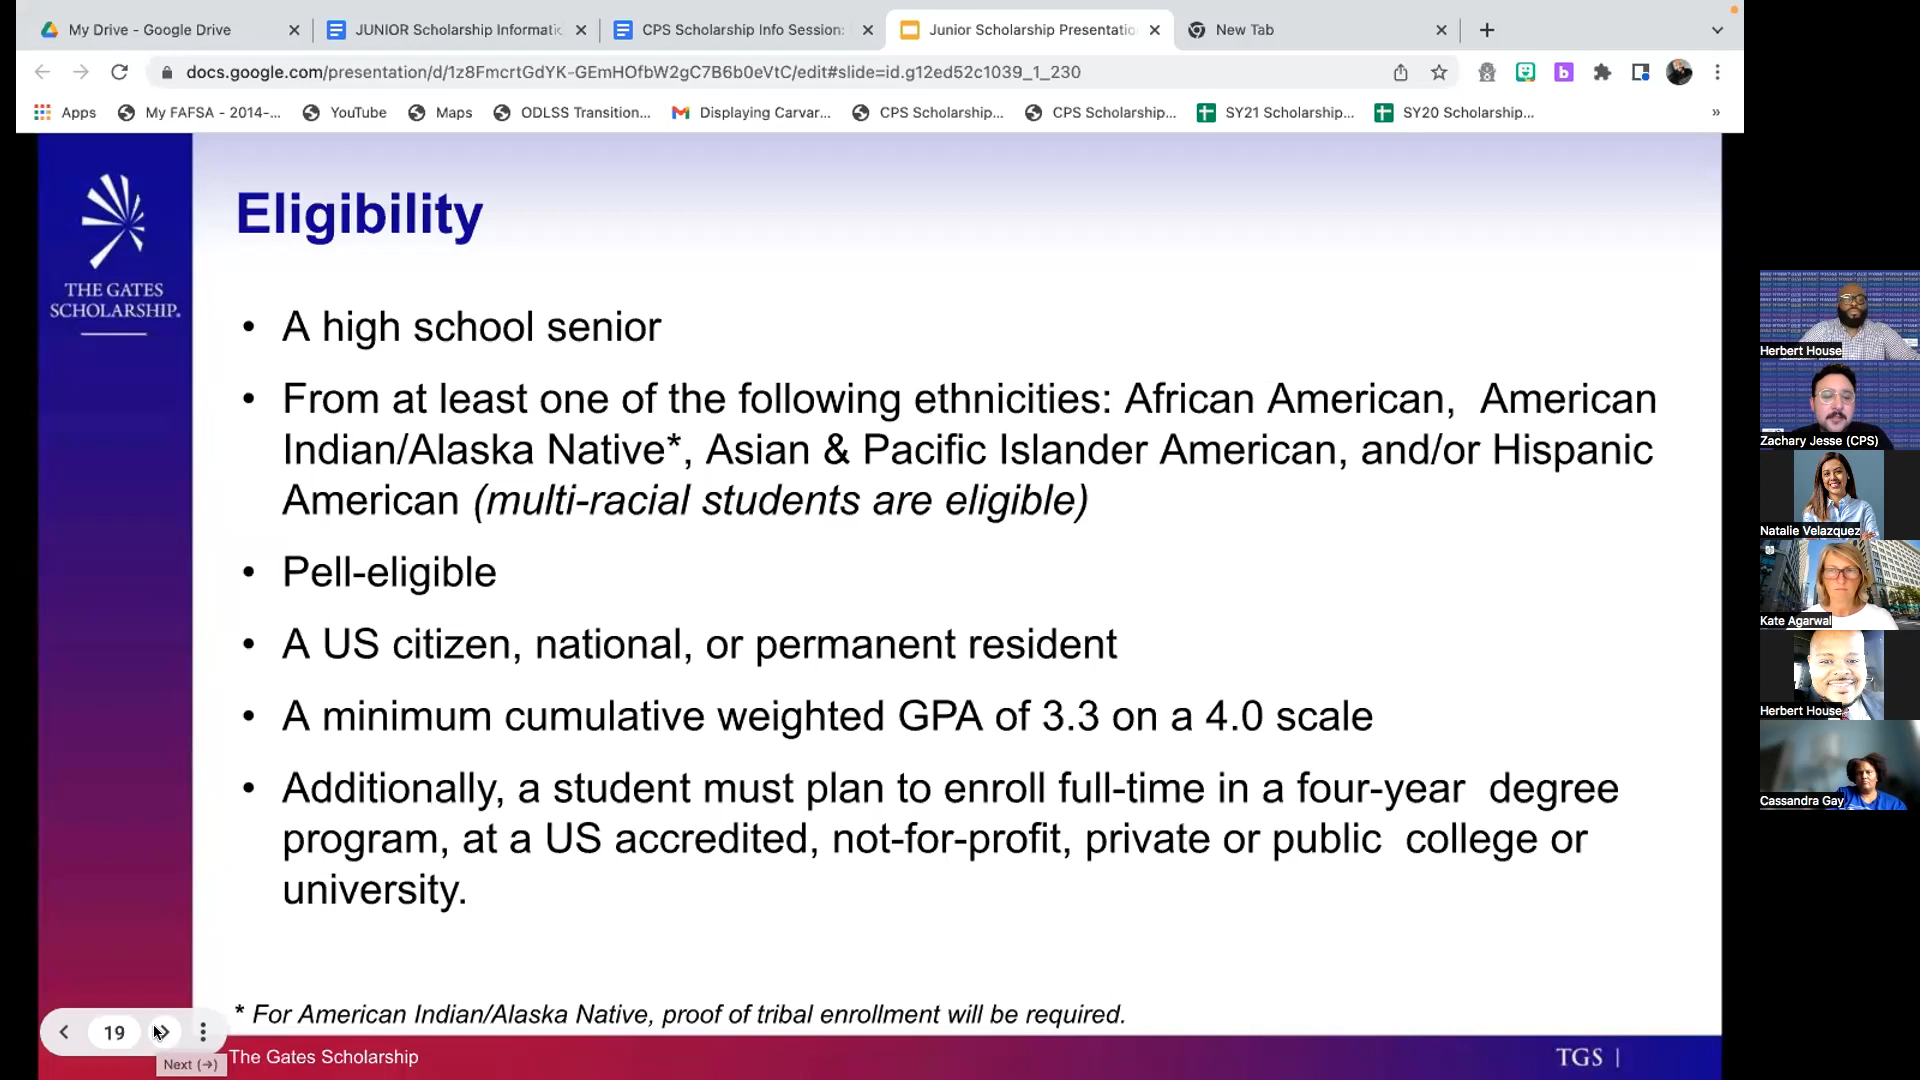 My Drive - Google Drive
JUNIOR Scholarship Informati
CPS Scholarship Info Session:
Junior Scholarship Presentatio
New Tab
docs.google.com/presentation/d/1z8FmcrtGdYK-GEmHOfbW2gC7B6b0eVtC/edit#slide=id.g12ed52c1039_1_230
Apps
My FAFSA - 2014-...
YouTube
Maps
ODLSS Transition...
Displaying Carvar...
CPS Scholarship...
CPS Scholarship...
SY21 Scholarship...
SY20 Scholarship...
»
THE GATES
SCHOLARSHIP.
Eligibility
• A high school senior
• From at least one of the following ethnicities: African American, American
Indian/Alaska Native*, Asian & Pacific Islander American, and/or Hispanic
American (multi-racial students are eligible)
• Pell-eligible
• A US citizen, national, or permanent resident
• A minimum cumulative weighted GPA of 3.3 on a 4.0 scale
• Additionally, a student must plan to enroll full-time in a four-year degree
program, at a US accredited, not-for-profit, private or public college or
university.
* For American Indian/Alaska Native, proof of tribal enrollment will be required.
19
Next (→)
The Gates Scholarship
TGS |
Herbert House
Zachary Jesse (CPS)
Natalie Velazquez
Kate Agarwal
Herbert House
Cassandra Gay